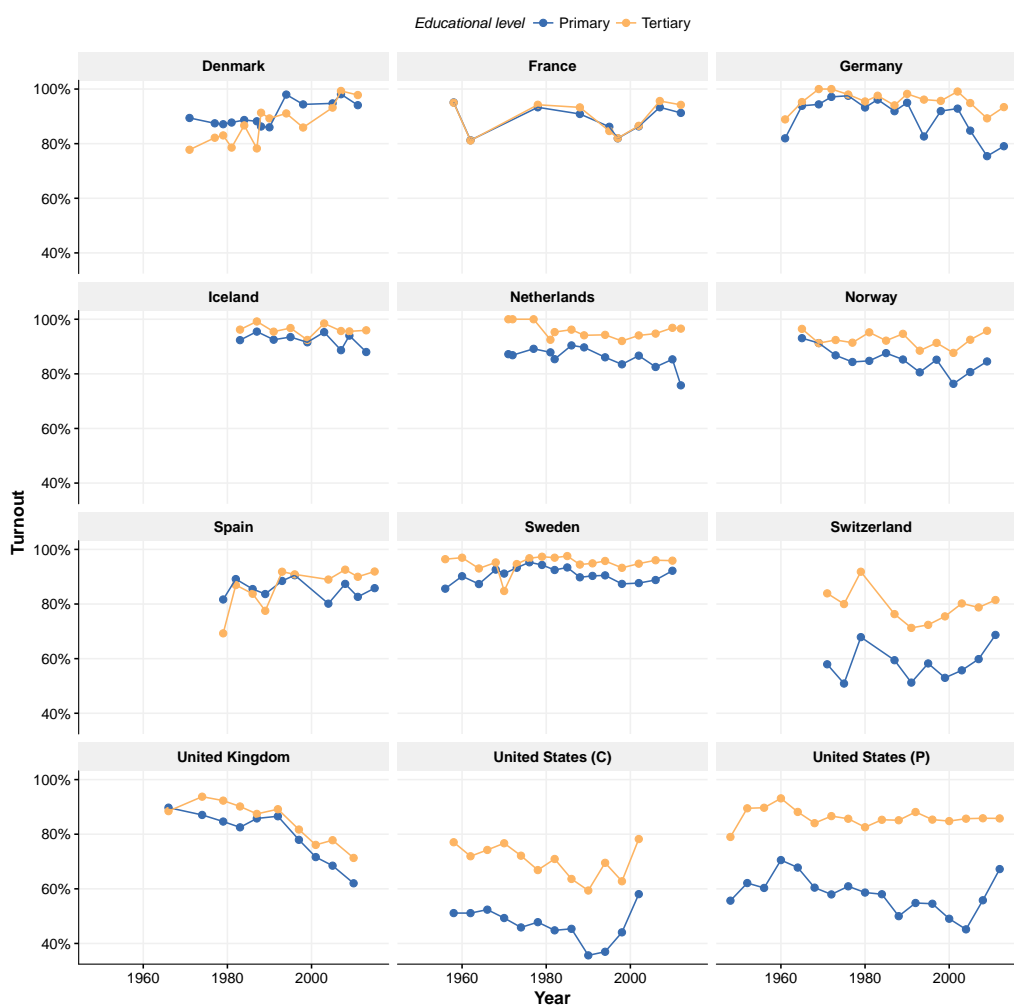 Educational level Primary Tertiary
Denmark France Germany
100%
80%
60%
40%
Iceland Netherlands Norway
100%
80%
60%
40%
Turnout
Spain Sweden Switzerland
100%
80%
60%
40%
United Kingdom United States (C) United States (P)
100%
80%
60%
40%
1960 1980 2000 1960 1980 2000 1960 1980 2000
Year